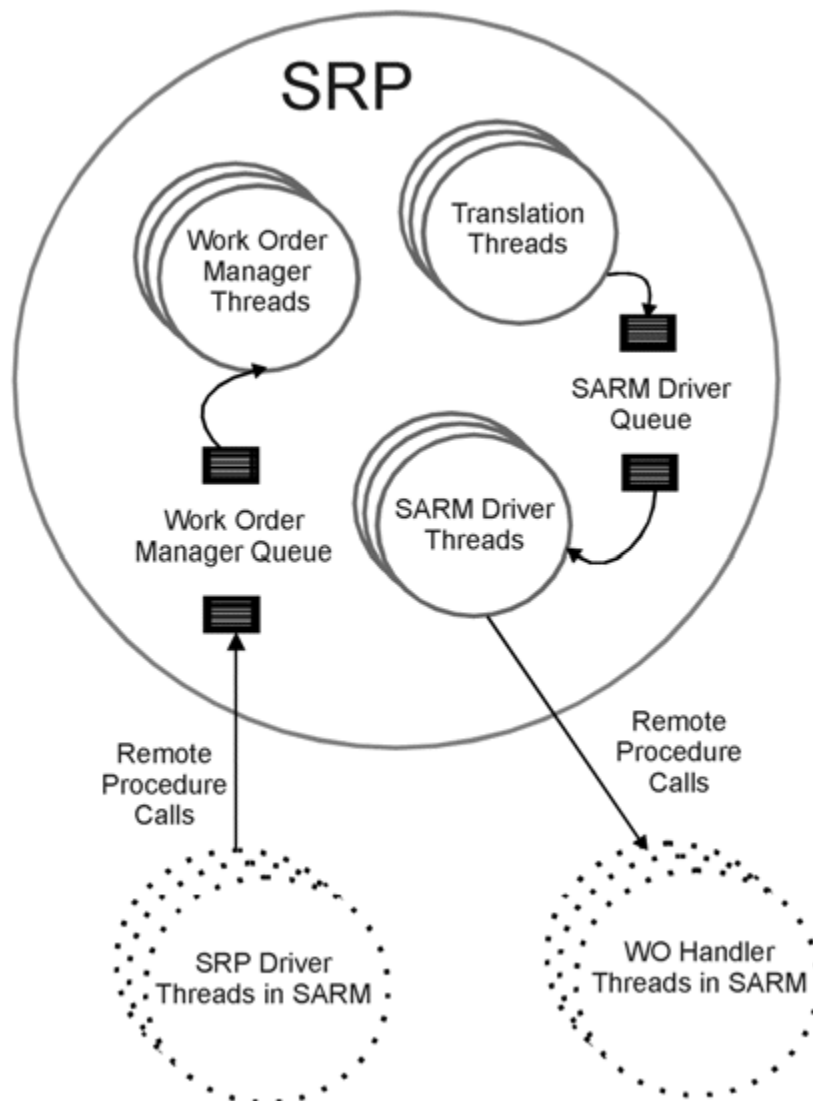 SRP
Work Order
Manager
Threads
Translation
Threads
SARM Driver
Queue
Work Order
Manager Queue
SARM Driver
Threads
Remote
Procedure
Calls
Remote
Procedure
Calls
SRP Driver
Threads in SARM
WO Handler
Threads in SARM